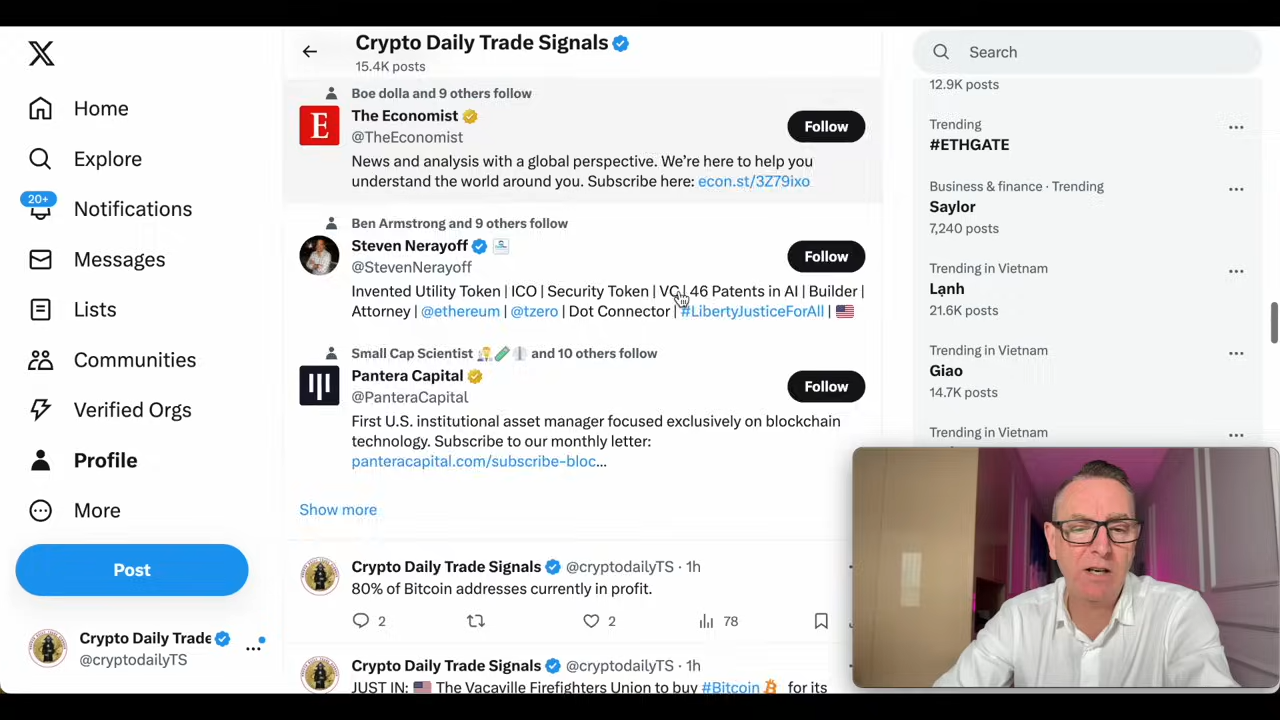 Home
Explore
20+
Notifications
Messages
Lists
Communities
Verified Orgs
Profile
More
Post
Crypto Daily Trade
@cryptodailyTS
Crypto Daily Trade Signals
15.4K posts
Boe dolla and 9 others follow
The Economist
@TheEconomist
Follow
News and analysis with a global perspective. We're here to help you
understand the world around you. Subscribe here: econ.st/3Z79ixo
E
Ben Armstrong and 9 others follow
Steven Nerayoff
@StevenNerayoff
Follow
Invented Utility Token | ICO | Security Token | VC | 46 Patents in AI | Builder |
Attorney | @ethereum | @tzero | Dot Connector | #LibertyJusticeForAll | 🇺🇸
Small Cap Scientist and 10 others follow
Pantera Capital
@PanteraCapital
Follow
First U.S. institutional asset manager focused exclusively on blockchain
technology. Subscribe to our monthly letter:
panteracapital.com/subscribe-bloc...
Show more
Crypto Daily Trade Signals @cryptodailyTS · 1h
80% of Bitcoin addresses currently in profit.
2 2 78
Crypto Daily Trade Signals @cryptodailyTS · 1h
JUST IN: 🇺🇸 The Vacaville Firefighters Union to buy #Bitcoin for its
Search
12.9K posts
Trending
#ETHGATE
Business & finance · Trending
Saylor
7,240 posts
Trending in Vietnam
Lạnh
21.6K posts
Trending in Vietnam
Giao
14.7K posts
Trending in Vietnam